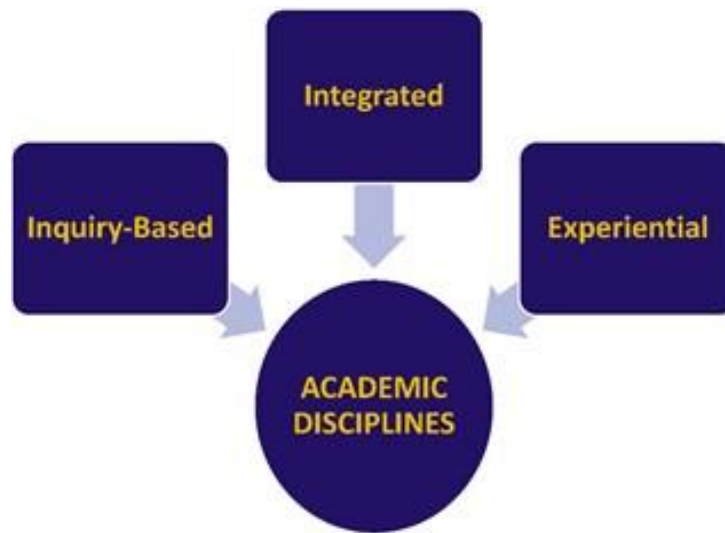 Integrated
Inquiry-Based
Experiential
ACADEMIC
DISCIPLINES